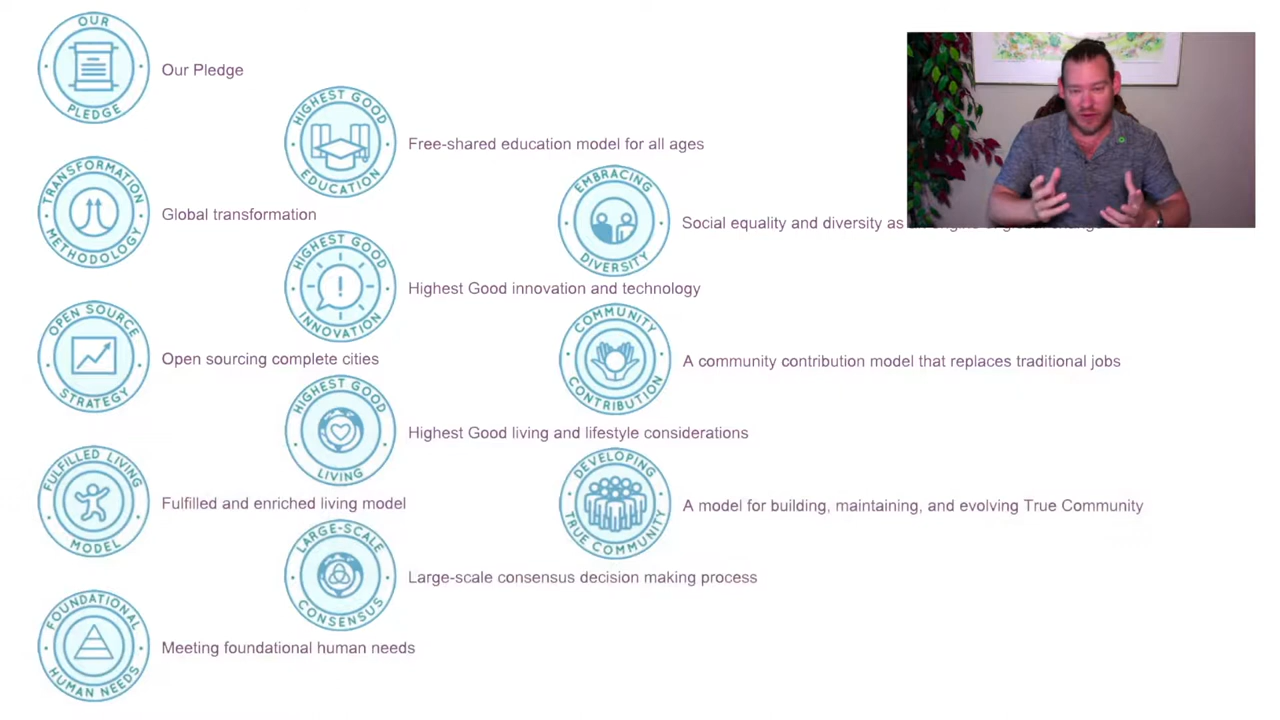 OUR PLEDGE
Our Pledge
HIGHEST GOOD EDUCATION
Free-shared education model for all ages
TRANSFORMATION METHODOLOGY
Global transformation
EMBRACING DIVERSITY
Social equality and diversity as
HIGHEST GOOD INNOVATION
Highest Good innovation and technology
OPEN SOURCE STRATEGY
Open sourcing complete cities
COMMUNITY CONTRIBUTION
A community contribution model that replaces traditional jobs
HIGHEST GOOD LIVING
Highest Good living and lifestyle considerations
FULFILLED LIVING MODEL
Fulfilled and enriched living model
DEVELOPING TRUE COMMUNITY
A model for building, maintaining, and evolving True Community
LARGE-SCALE CONSENSUS
Large-scale consensus decision making process
FOUNDATIONAL HUMAN NEEDS
Meeting foundational human needs